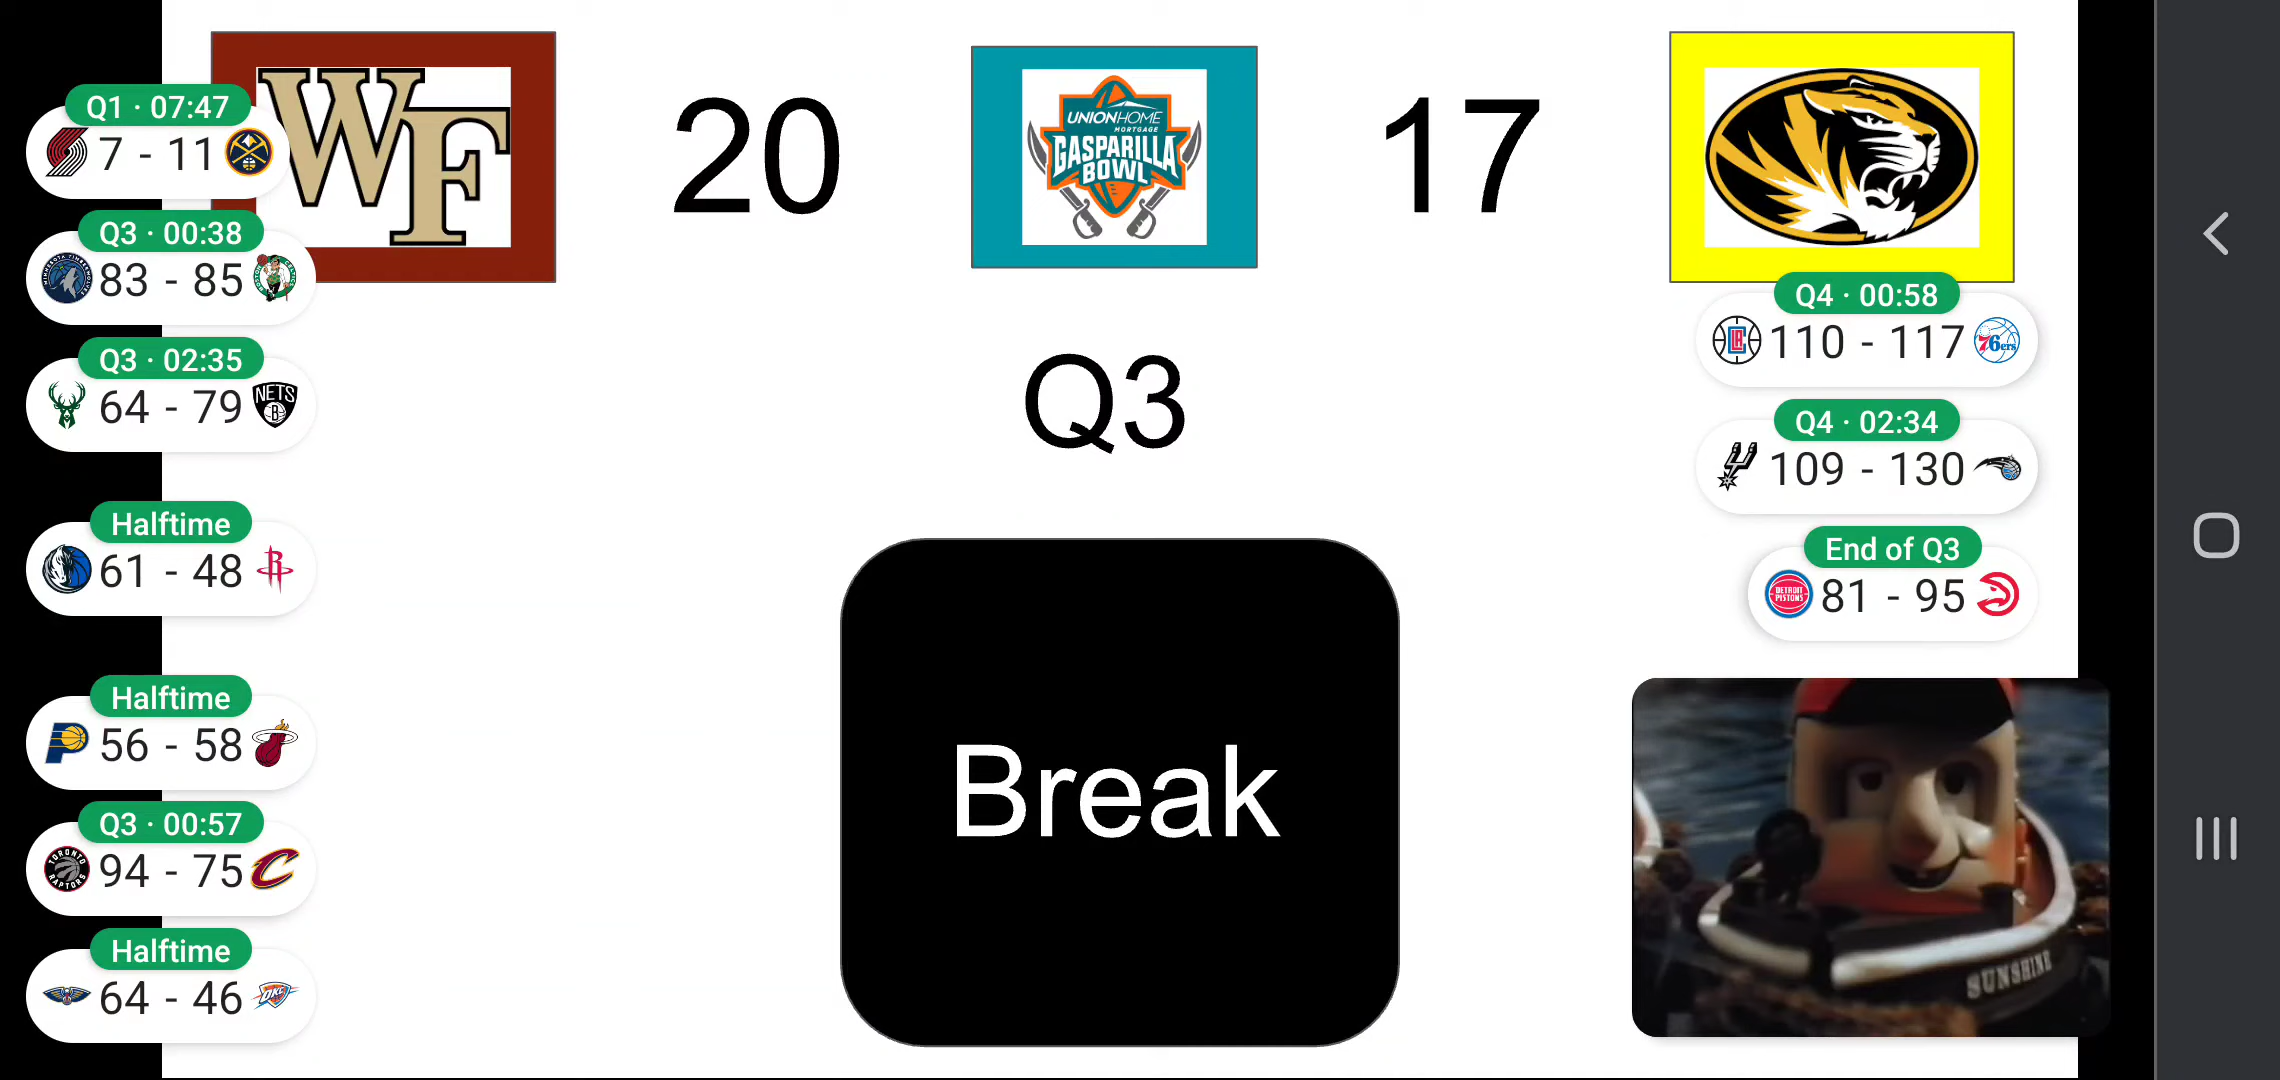 Q1 · 07:47
7 - 11
Q3 · 00:38
83 - 85
Q3 · 02:35
64 - 79
NETS
B
Halftime
61 - 48
R
Halftime
56 - 58
P
Q3 · 00:57
TORONTO
RAPTORS
94 - 75
C
Halftime
64 - 46
OKC
WF
20
UNIONHOME
MORTGAGE
GASPARILLA
BOWL
17
Q3
Break
Q4 · 00:58
110 - 117
76ers
Q4 · 02:34
109 - 130
End of Q3
DETROIT
PISTONS
81 - 95
SUNSHINE